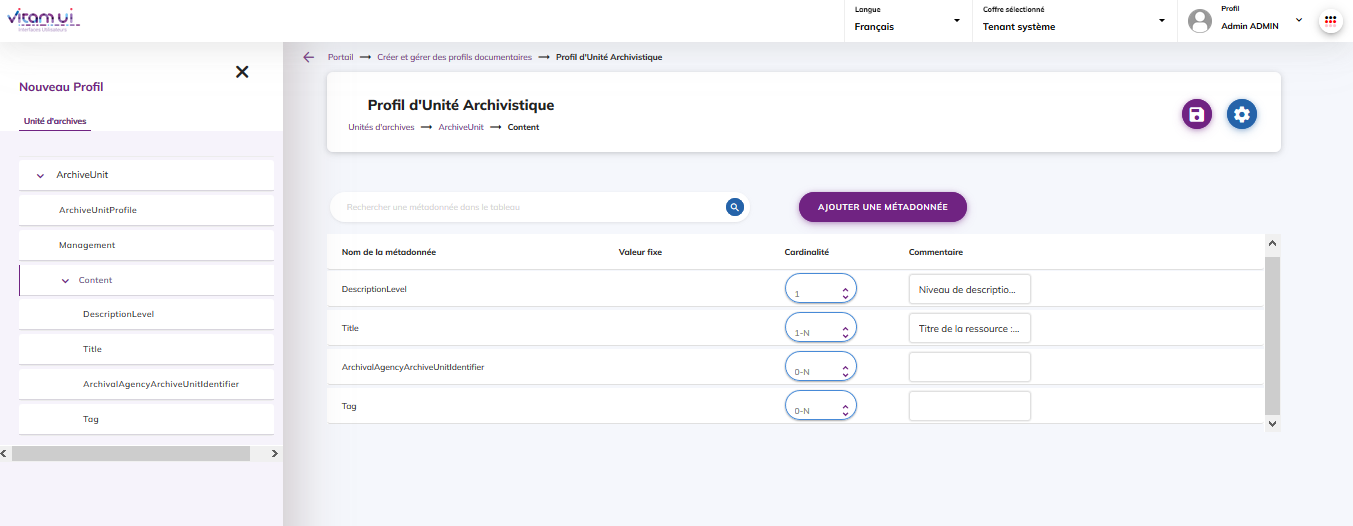 vitam ui
Interfaces Utilisateurs
Langue
Français
Coffre sélectionné
Tenant système
Profil
Admin ADMIN
Nouveau Profil
Unité d'archives
ArchiveUnit
ArchiveUnitProfile
Management
Content
DescriptionLevel
Title
ArchivalAgencyArchiveUnitIdentifier
Tag
Portail → Créer et gérer des profils documentaires → Profil d'Unité Archivistique
Profil d'Unité Archivistique
Unités d'archives → ArchiveUnit → Content
Rechercher une métadonnée dans le tableau
AJOUTER UNE MÉTADONNÉE
Nom de la métadonnée Valeur fixe Cardinalité Commentaire
DescriptionLevel 1 Niveau de descriptio...
Title 1-N Titre de la ressource :...
ArchivalAgencyArchiveUnitIdentifier 0-N
Tag 0-N